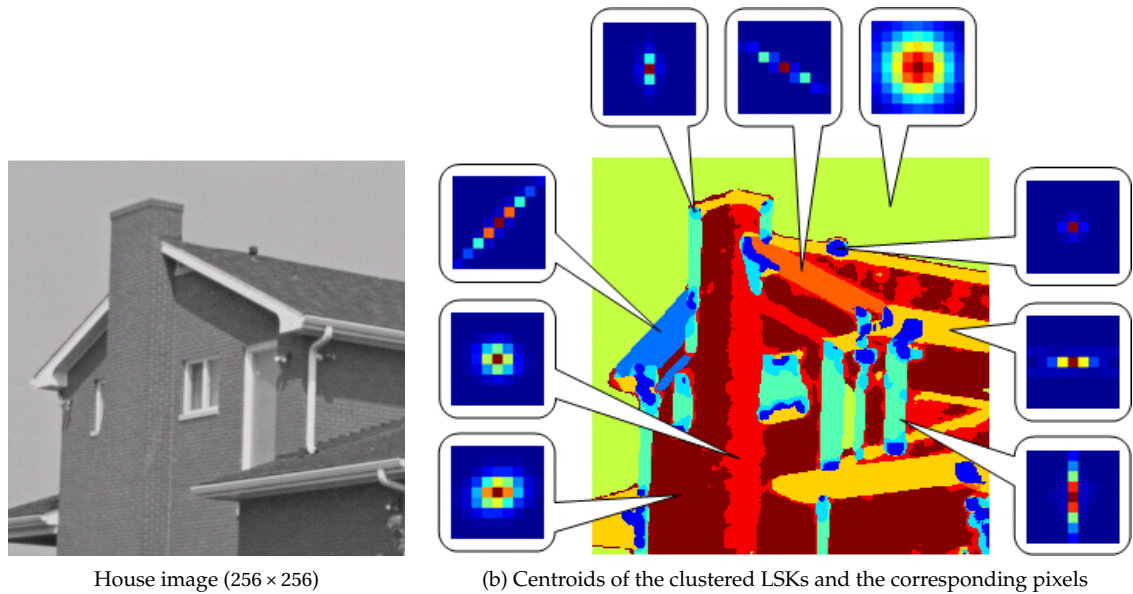 House image (256 × 256)
(b) Centroids of the clustered LSKs and the corresponding pixels